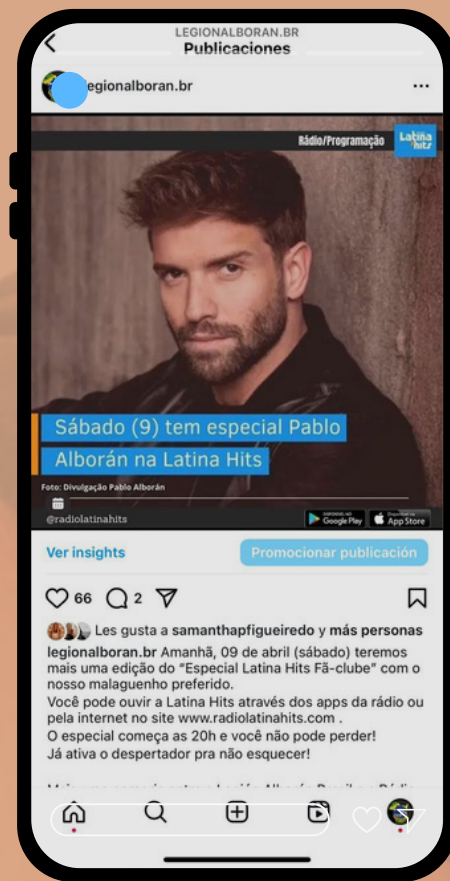 LEGIONALBORAN.BR
Publicaciones
egionalboran.br
Rádio/Programação
Latina
hits
Sábado (9) tem especial Pablo
Alborán na Latina Hits
Foto: Divulgação Pablo Alborán
@radiolatinahits
DISPONÍVEL NO
Google Play
App Store
Ver insights
Promocionar publicación
66
2
Les gusta a samanthapfigueiredo y más personas
legionalboran.br Amanhã, 09 de abril (sábado) teremos
mais uma edição do "Especial Latina Hits Fã-clube" com o
nosso malaguenho preferido.
Você pode ouvir a Latina Hits através dos apps da rádio ou
pela internet no site www.radiolatinahits.com .
O especial começa as 20h e você não pode perder!
Já ativa o despertador pra não esquecer!